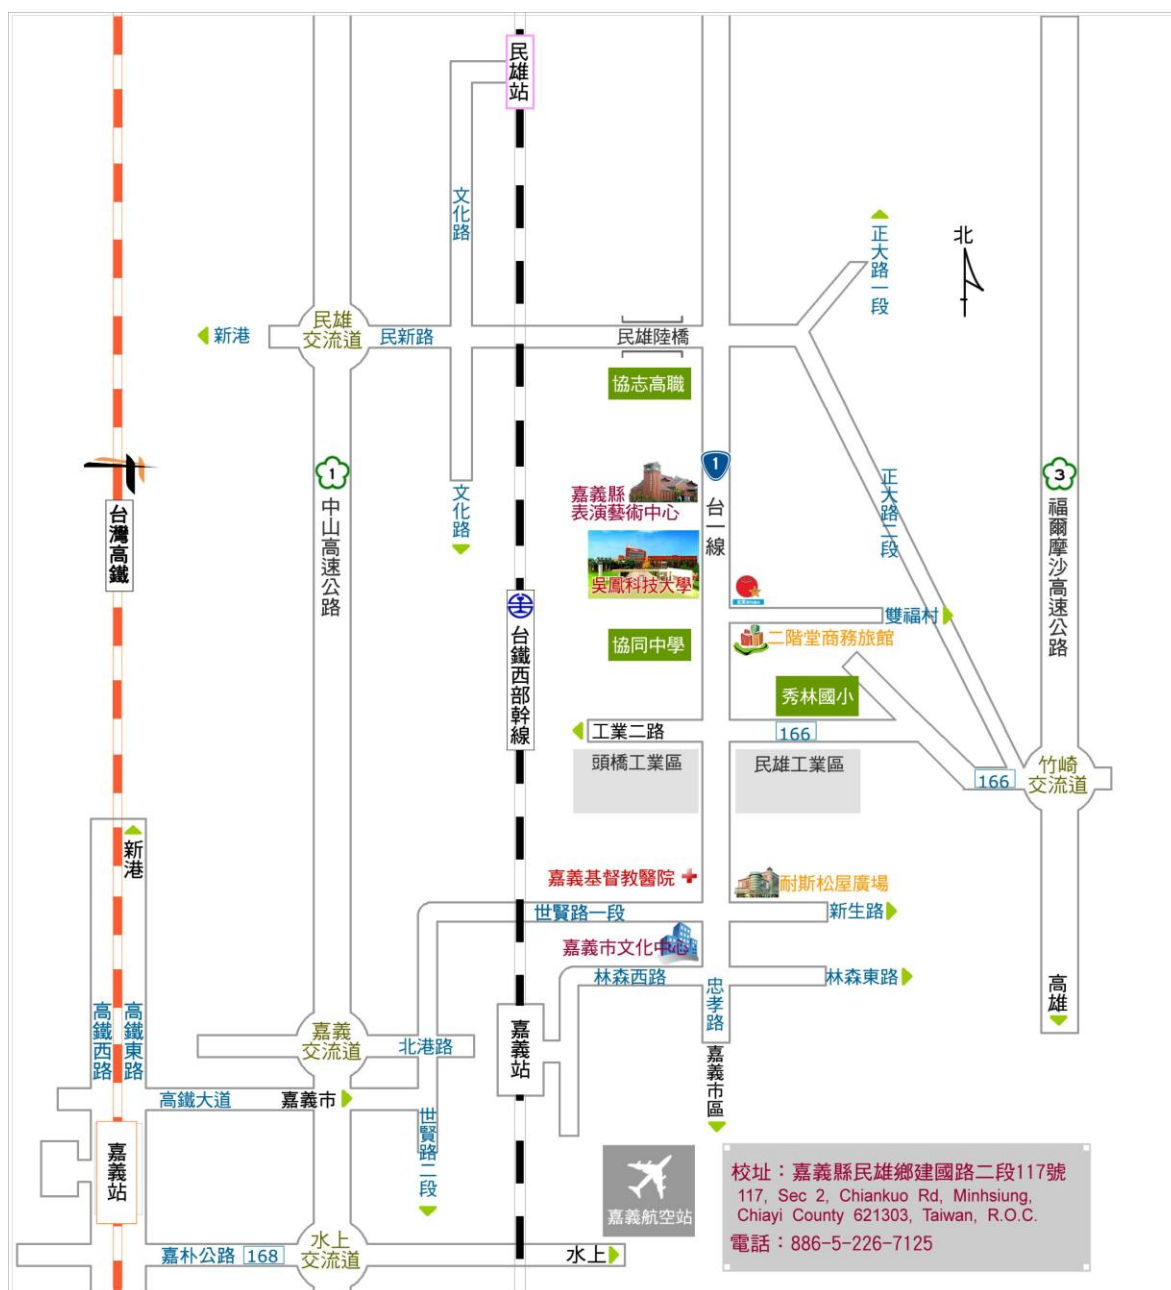 民雄站
文化路
正大路一段
北
新港
民雄
交流道
民新路
民雄陸橋
協志高職
1
中山高速公路
文化路
嘉義縣
表演藝術中心
1
台一線
正大路二段
3
福爾摩沙高速公路
台灣高鐵
吳鳳科技大學
台鐵西部幹線
雙福村
協同中學
二階堂商務旅館
秀林國小
工業二路
166
頭橋工業區
民雄工業區
166
竹崎
交流道
新港
嘉義基督教醫院
耐斯松屋廣場
世賢路一段
新生路
嘉義市文化中心
林森西路
林森東路
高鐵西路
高鐵東路
忠孝路
高雄
嘉義
交流道
北港路
嘉義站
嘉義市區
高鐵大道
嘉義市
世賢路二段
嘉義站
嘉義航空站
校址：嘉義縣民雄鄉建國路二段117號
117, Sec 2, Chiankuo Rd, Minhsiung,
Chiayi County 621303, Taiwan, R.O.C.
電話：886-5-226-7125
嘉朴公路 168
水上
交流道
水上